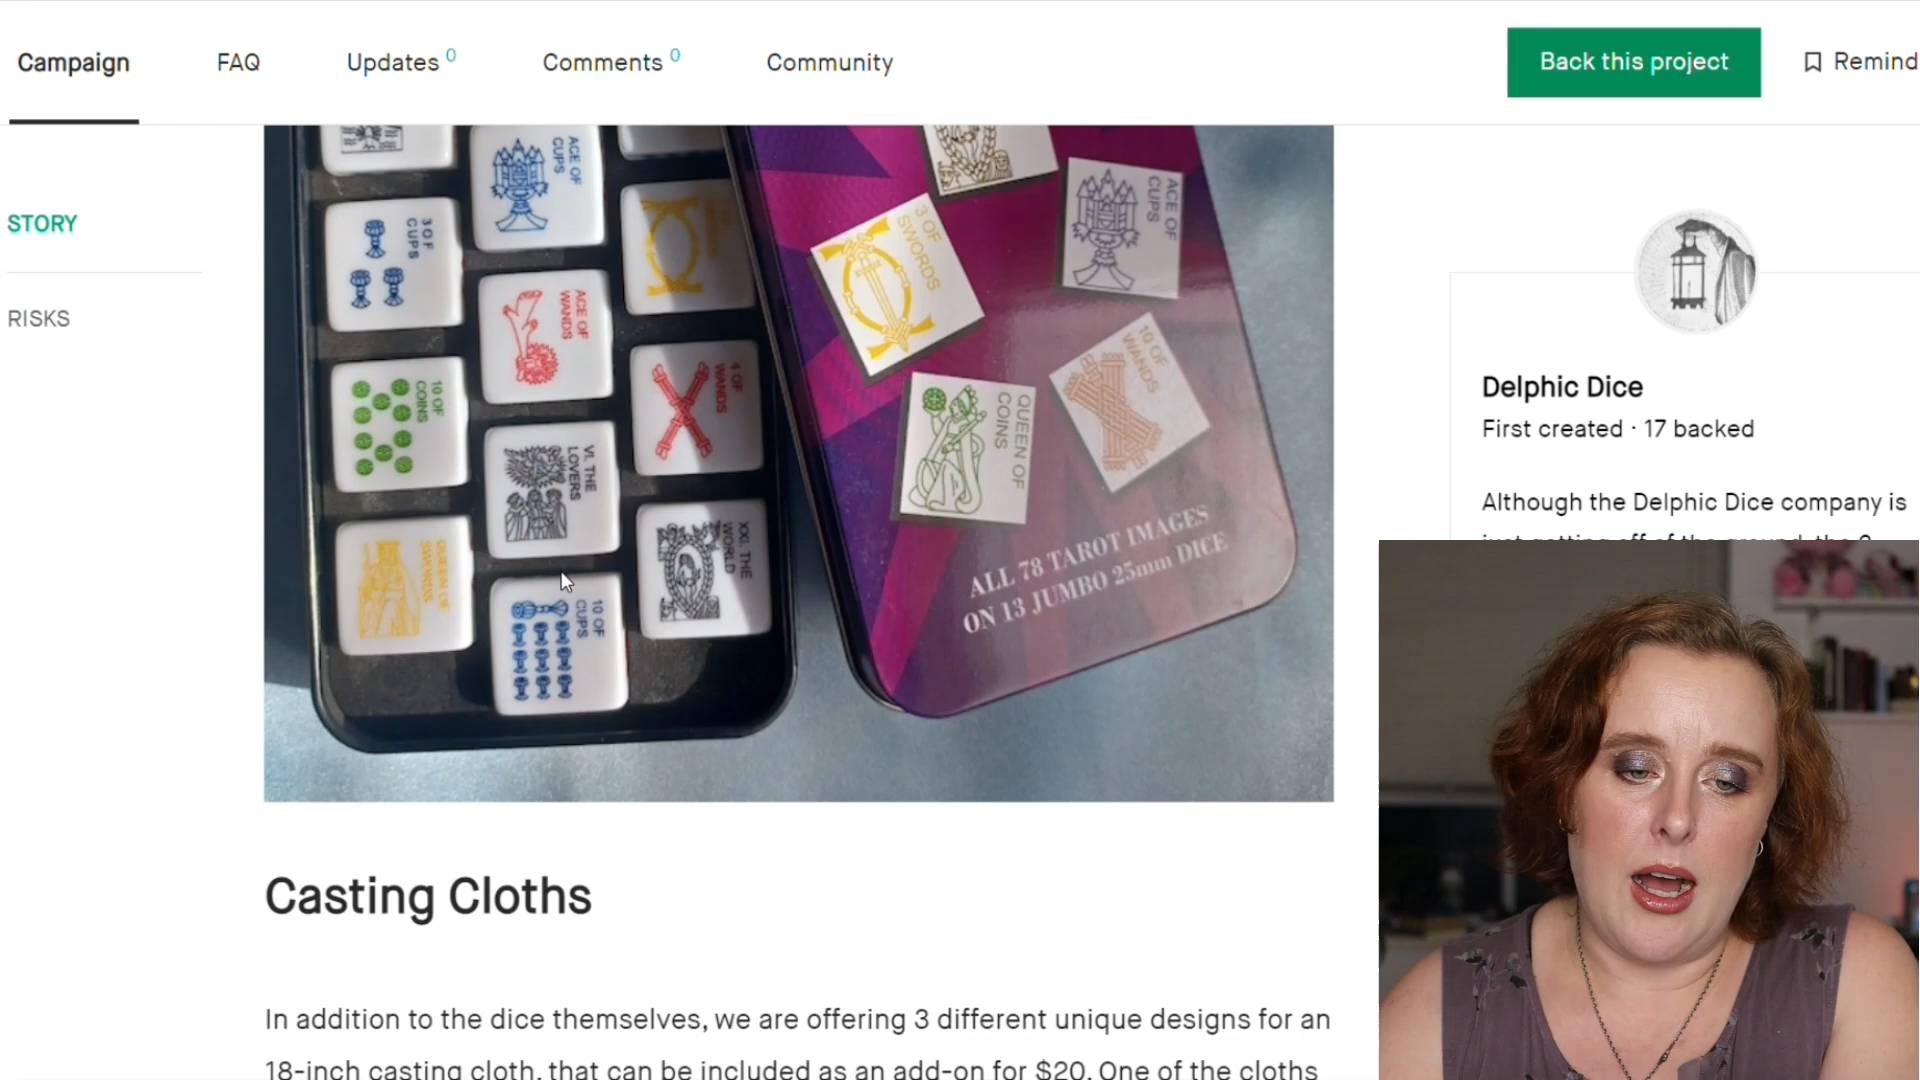 Campaign
FAQ
Updates 0
Comments 0
Community
Back this project
Remind
STORY
RISKS
ACE OF
CUPS
3 OF
CUPS
ACE OF
WANDS
10 OF
COINS
4 OF
WANDS
VI. THE
LOVERS
QUEEN OF
SWORDS
XXI. THE
WORLD
10 OF
CUPS
3 OF
SWORDS
ACE OF
CUPS
10 OF
WANDS
QUEEN OF
COINS
ALL 78 TAROT IMAGES
ON 13 JUMBO 25mm DICE
Delphic Dice
First created · 17 backed
Although the Delphic Dice company is
Casting Cloths
In addition to the dice themselves, we are offering 3 different unique designs for an
18-inch casting cloth, that can be included as an add-on for $20. One of the cloths